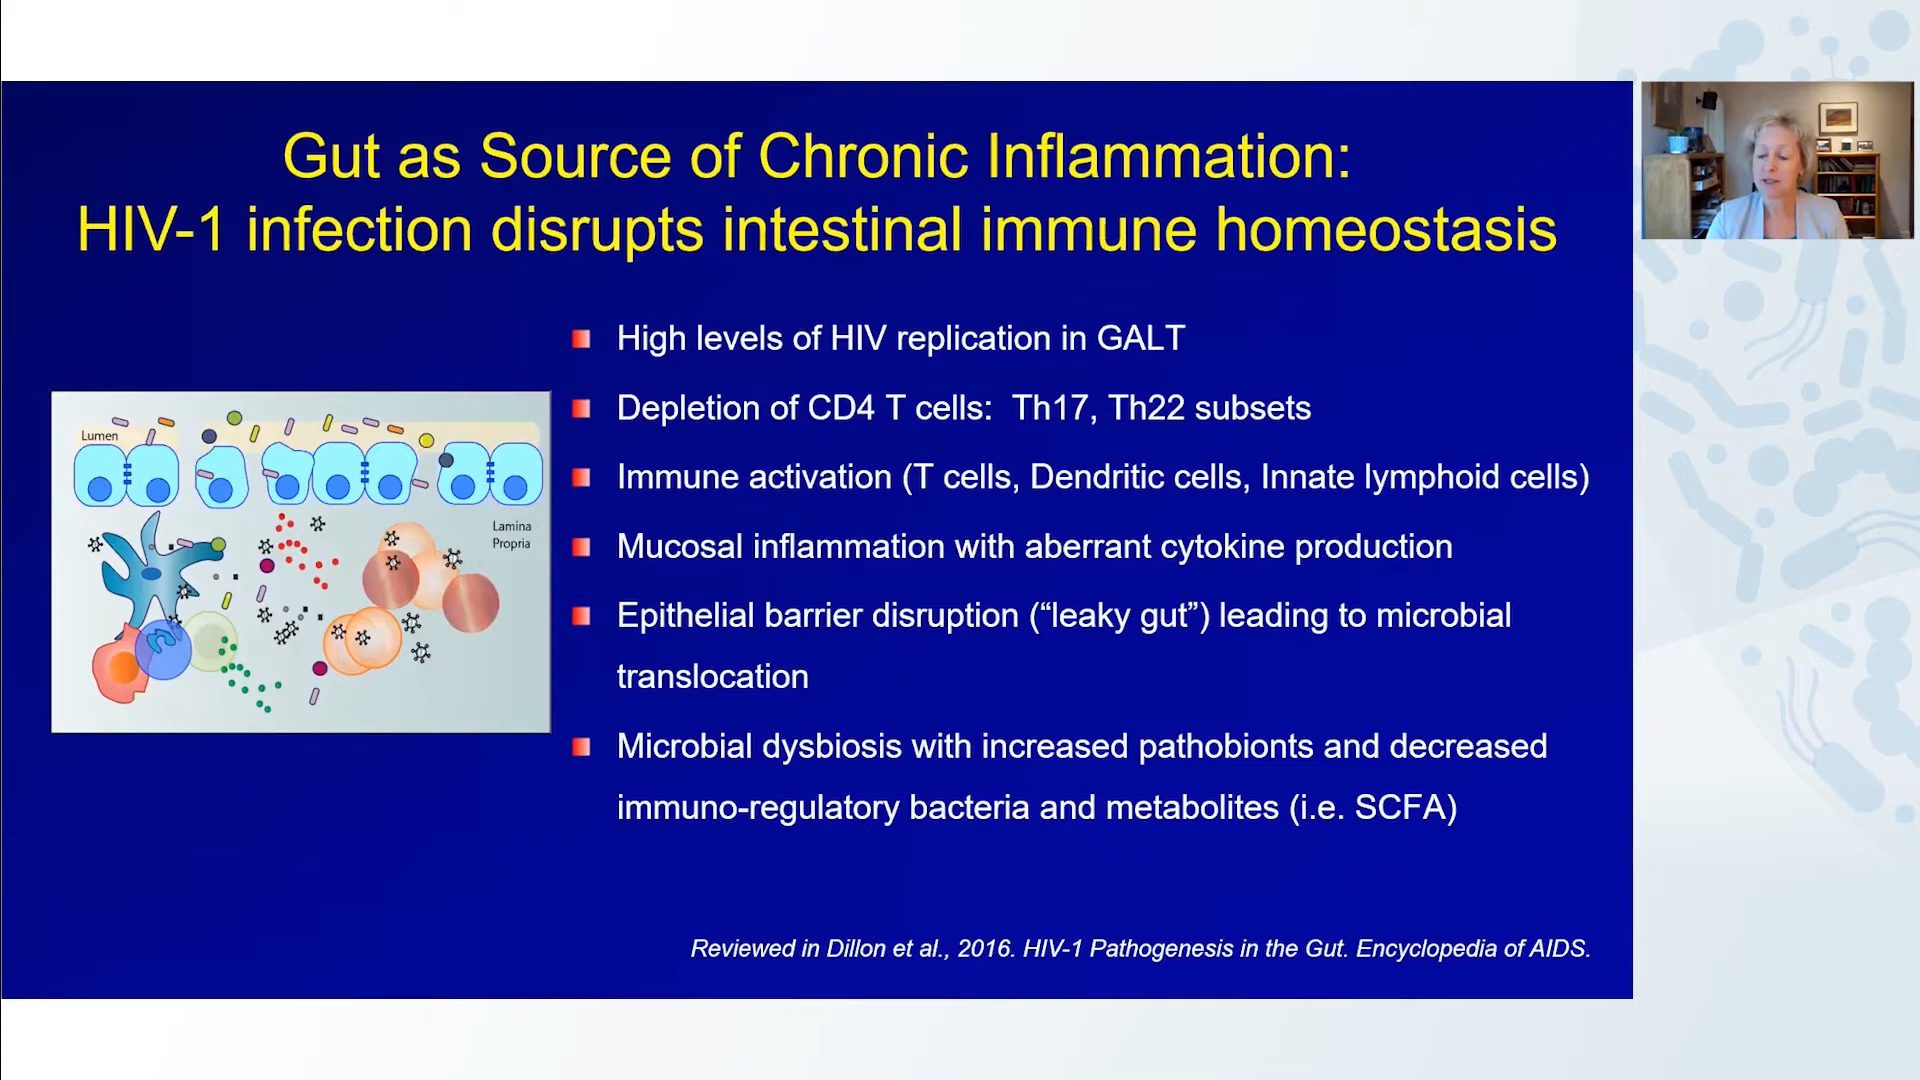 Gut as Source of Chronic Inflammation:
HIV-1 infection disrupts intestinal immune homeostasis
High levels of HIV replication in GALT
Depletion of CD4 T cells:  Th17, Th22 subsets
Immune activation (T cells, Dendritic cells, Innate lymphoid cells)
Mucosal inflammation with aberrant cytokine production
Epithelial barrier disruption (“leaky gut”) leading to microbial
translocation
Microbial dysbiosis with increased pathobionts and decreased
immuno-regulatory bacteria and metabolites (i.e. SCFA)
Lumen
Lamina
Propria
Reviewed in Dillon et al., 2016. HIV-1 Pathogenesis in the Gut. Encyclopedia of AIDS.